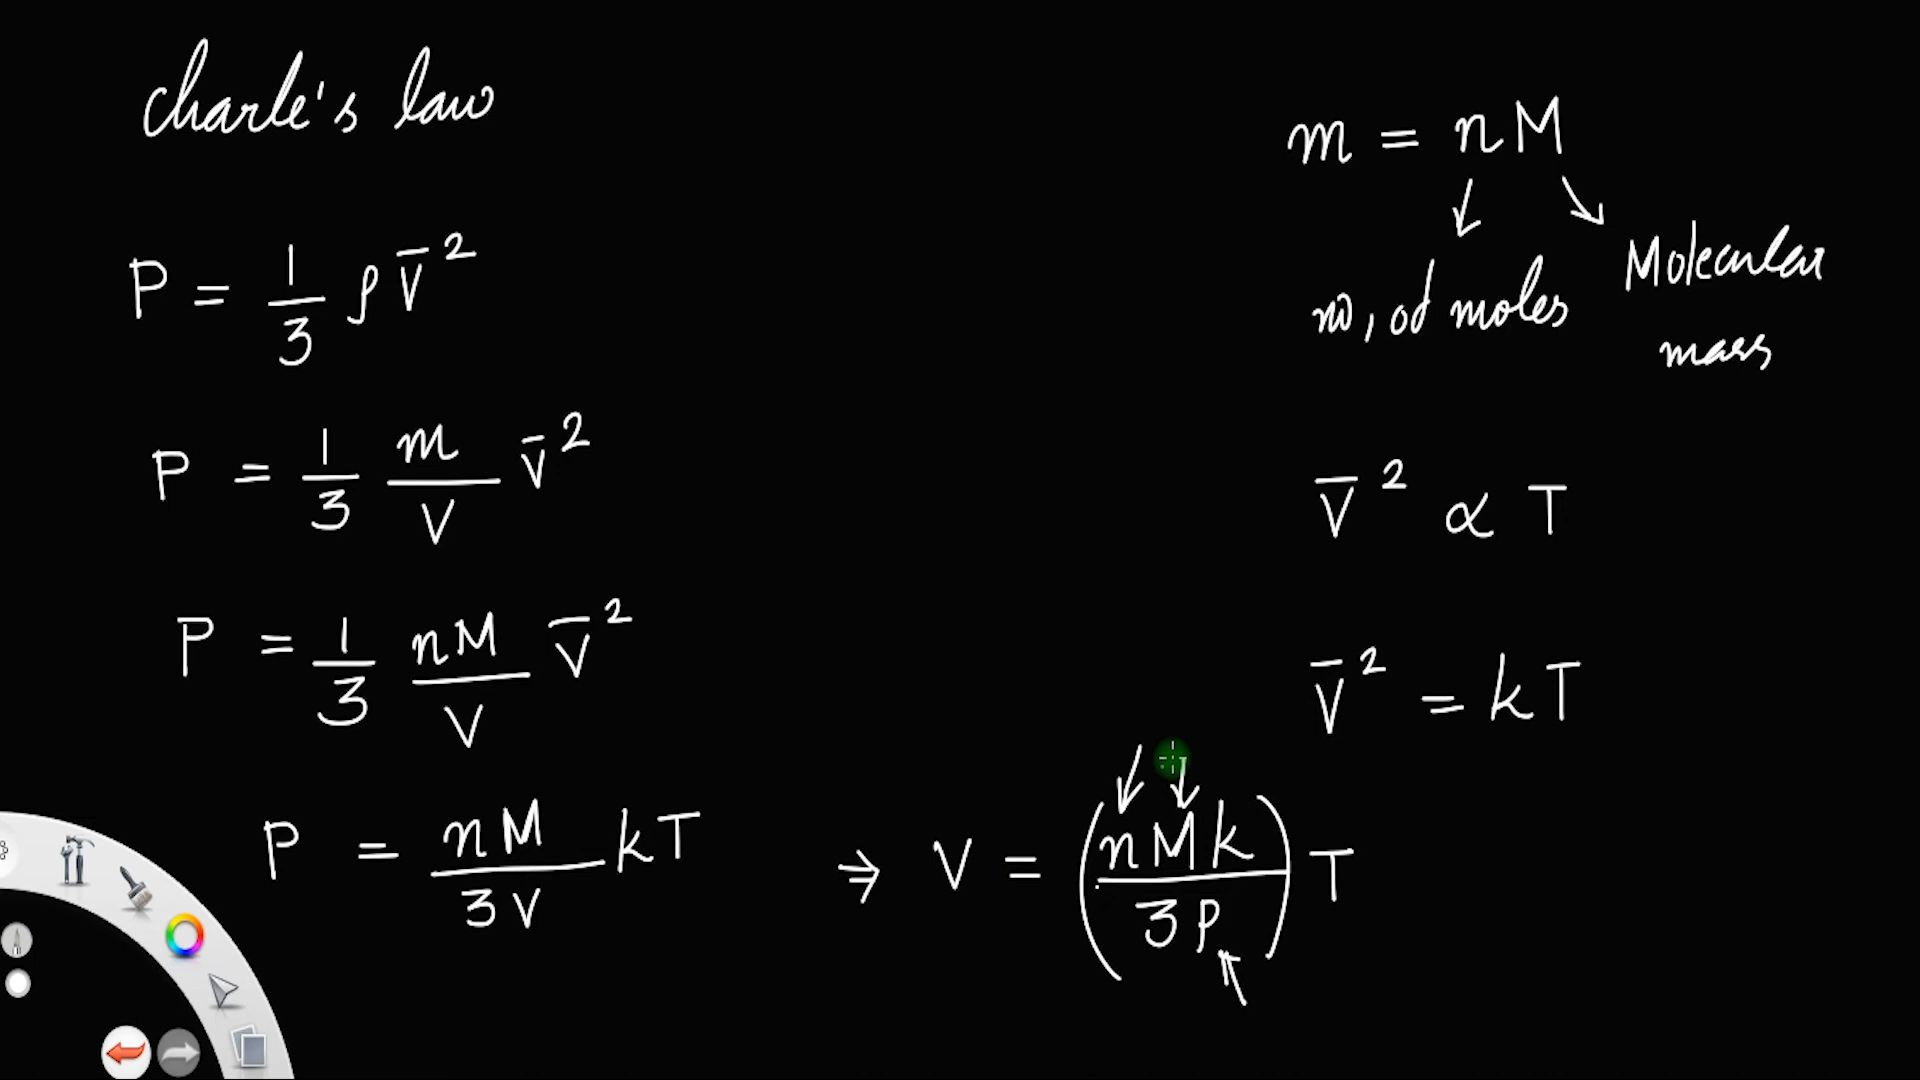 Charle's law
P = 1/3 ρ v̄²
P = 1/3 m/V v̄²
P = 1/3 nM/V v̄²
P = nM/3V kT ⇒ V = (nMk/3P) T
m = nM
↓ ↘
no, od moles
Molecular
mass
v̄² ∝ T
v̄² = kT